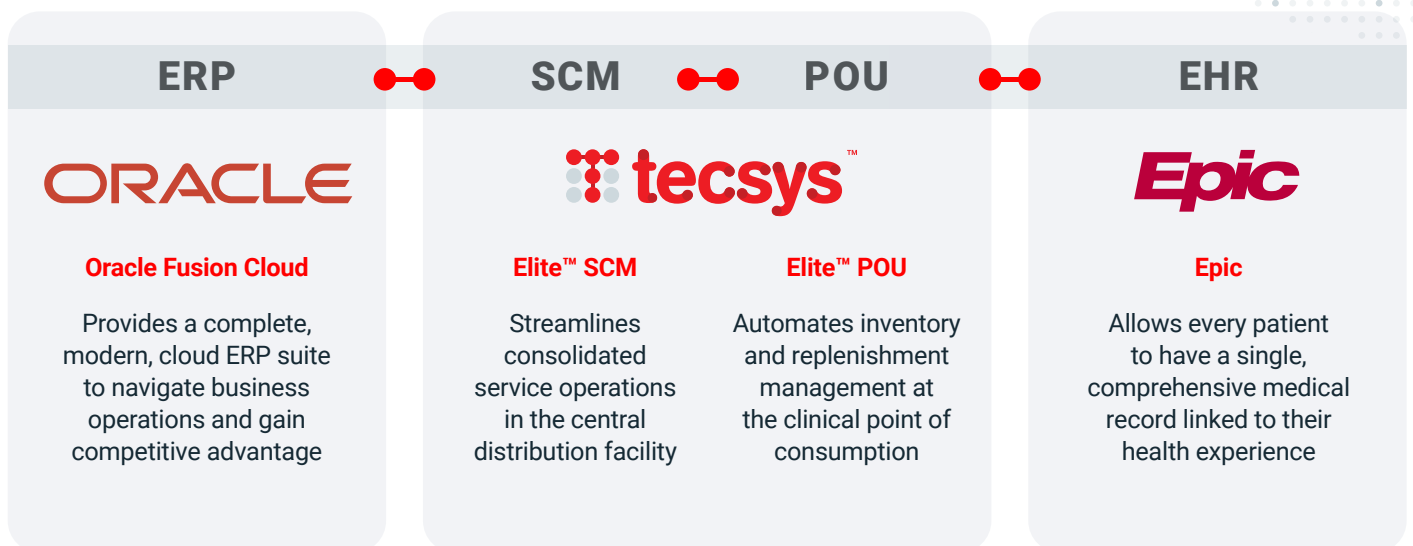 ERP
SCM
POU
EHR
ORACLE
tecsys™
Epic
Oracle Fusion Cloud
Provides a complete,
modern, cloud ERP suite
to navigate business
operations and gain
competitive advantage
Elite™ SCM
Streamlines
consolidated
service operations
in the central
distribution facility
Elite™ POU
Automates inventory
and replenishment
management at
the clinical point of
consumption
Epic
Allows every patient
to have a single,
comprehensive medical
record linked to their
health experience